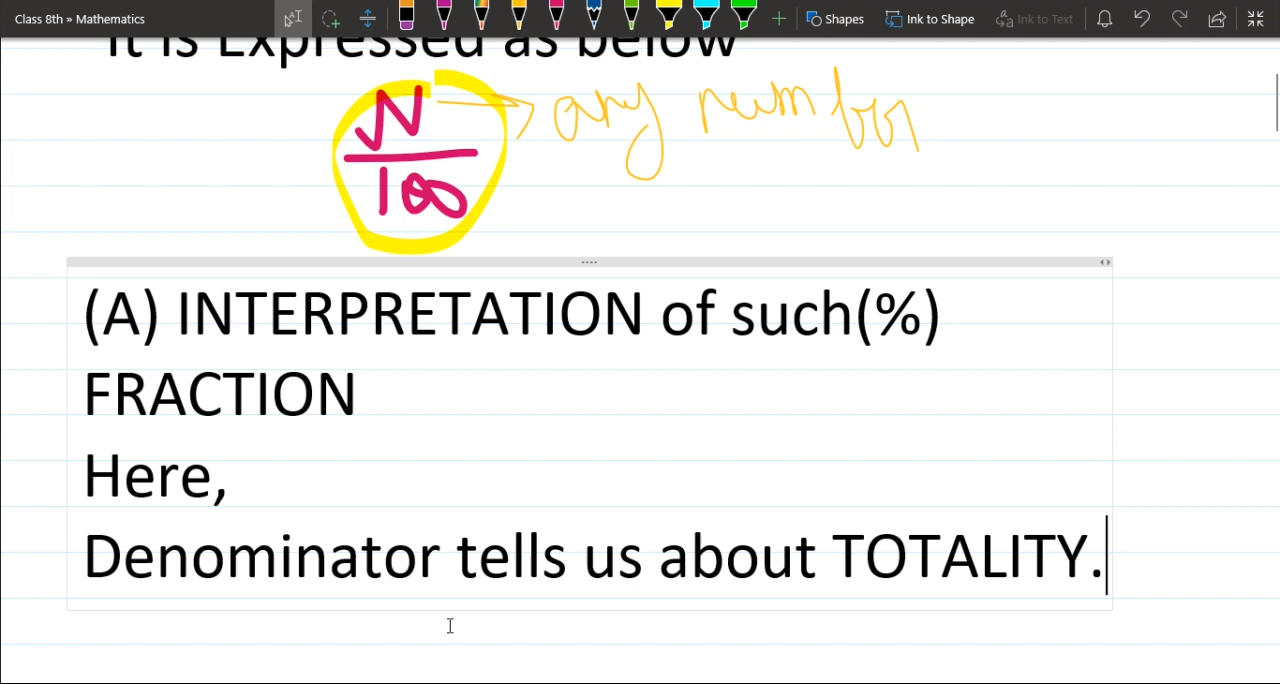 Class 8th » Mathematics
Shapes
Ink to Shape
Ink to Text
It is Expressed as below
N → any number
100
(A) INTERPRETATION of such(%)
FRACTION
Here,
Denominator tells us about TOTALITY.